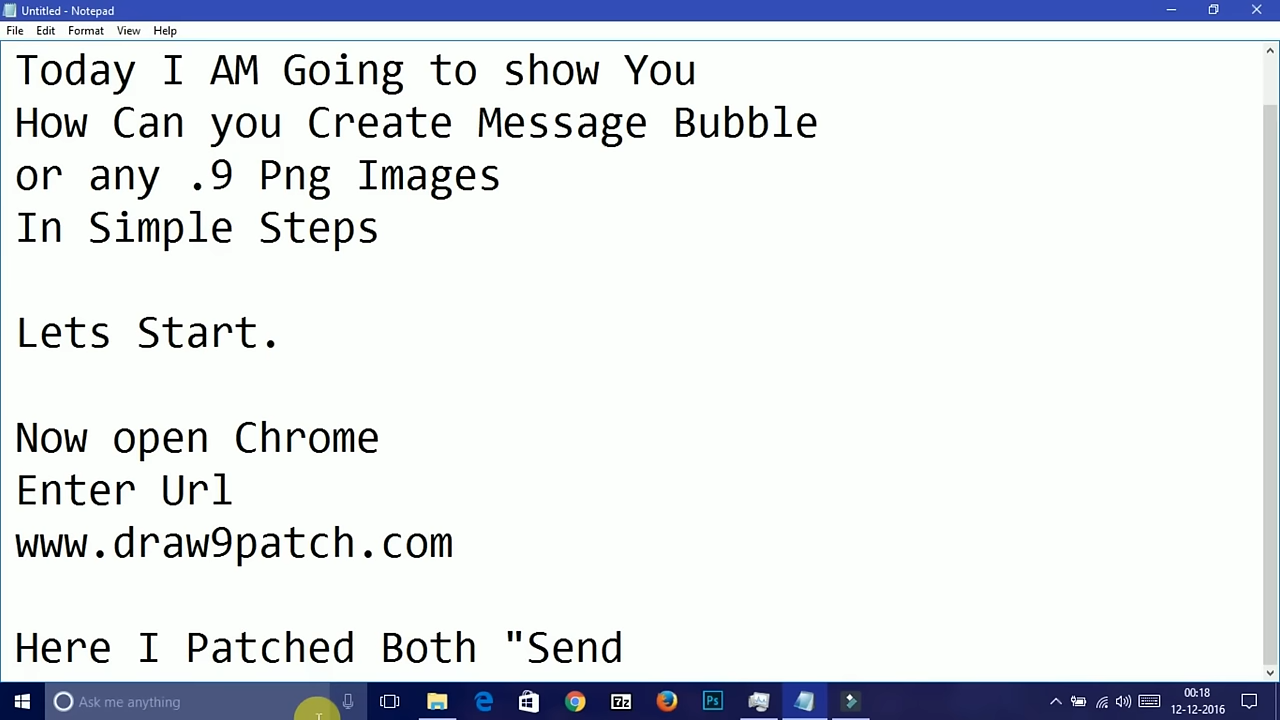 Untitled - Notepad
File Edit Format View Help
Today I AM Going to show You
How Can you Create Message Bubble
or any .9 Png Images
In Simple Steps
Lets Start.
Now open Chrome
Enter Url
www.draw9patch.com
Here I Patched Both "Send
Ask me anything
7z
Ps
00:18
12-12-2016